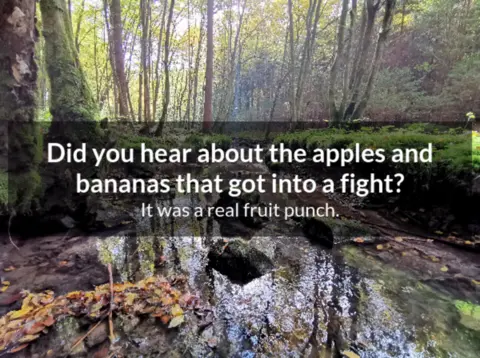 Did you hear about the apples and
bananas that got into a fight?
It was a real fruit punch.